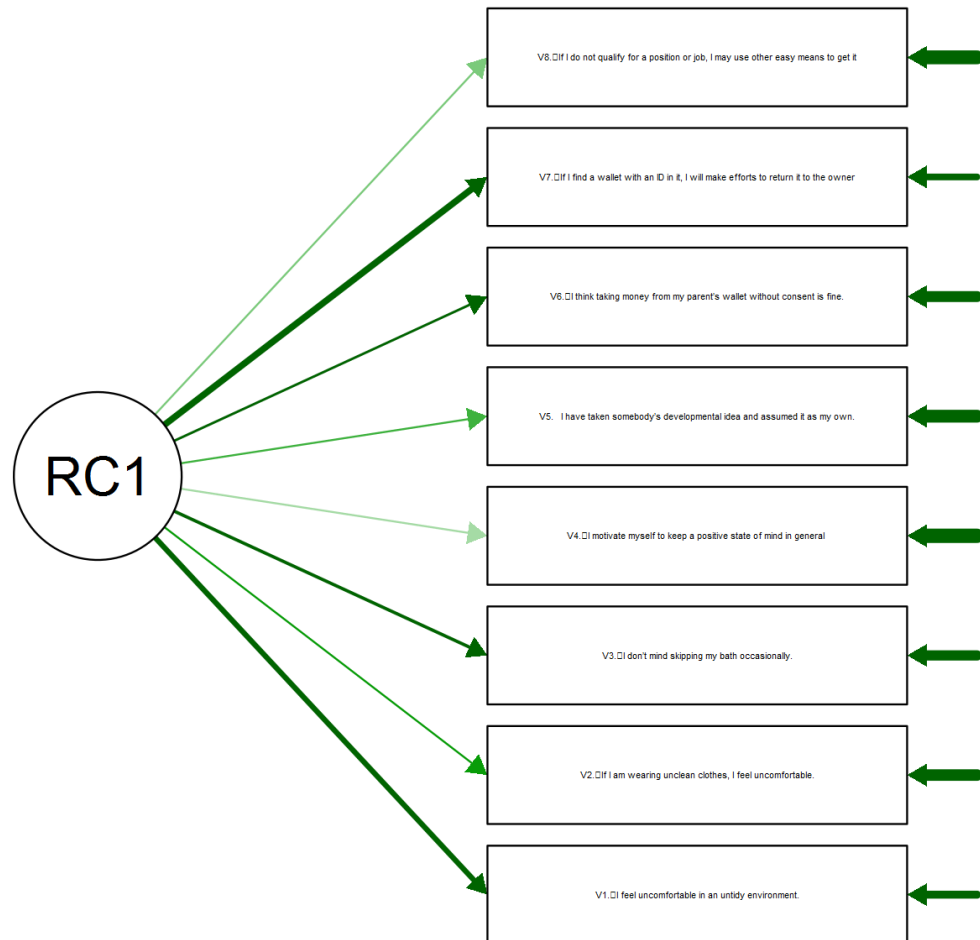 V8.□If I do not qualify for a position or job, I may use other easy means to get it
V7.□If I find a wallet with an ID in it, I will make efforts to return it to the owner
V6.□I think taking money from my parent's wallet without consent is fine.
V5. I have taken somebody's developmental idea and assumed it as my own.
RC1
V4.□I motivate myself to keep a positive state of mind in general
V3.□I don't mind skipping my bath occasionally.
V2.□If I am wearing unclean clothes, I feel uncomfortable.
V1.□I feel uncomfortable in an untidy environment.